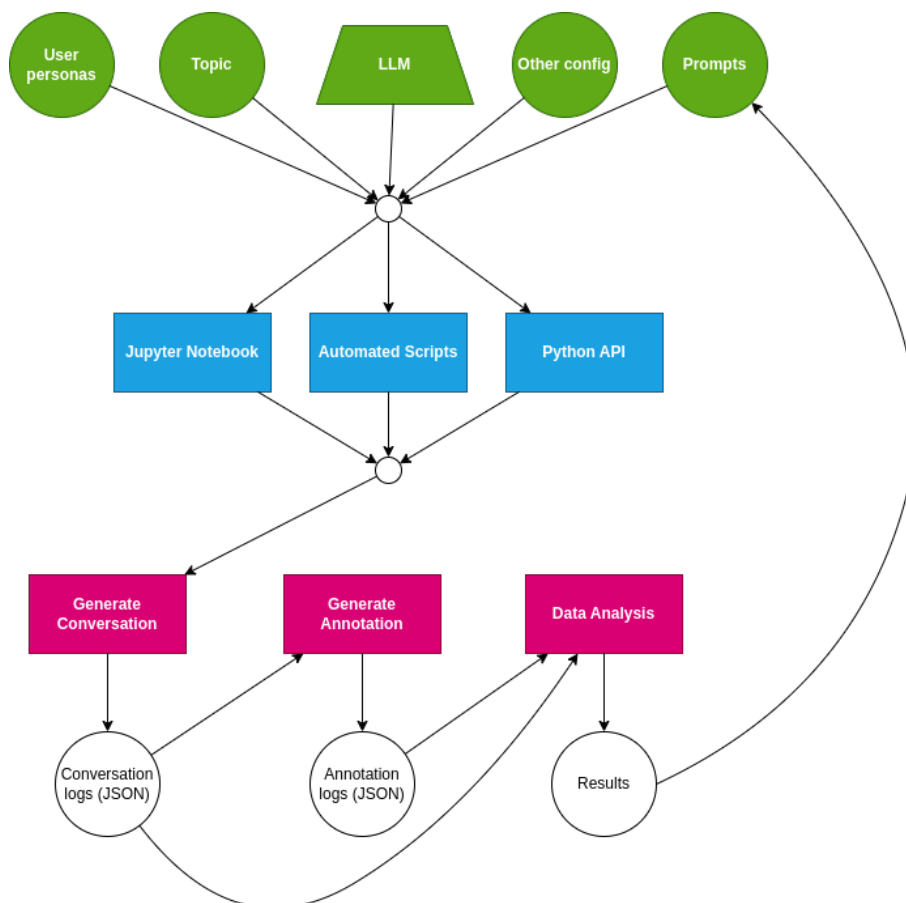 User
personas
Topic
LLM
Other config
Prompts
Jupyter Notebook
Automated Scripts
Python API
Generate
Conversation
Generate
Annotation
Data Analysis
Conversation
logs (JSON)
Annotation
logs (JSON)
Results